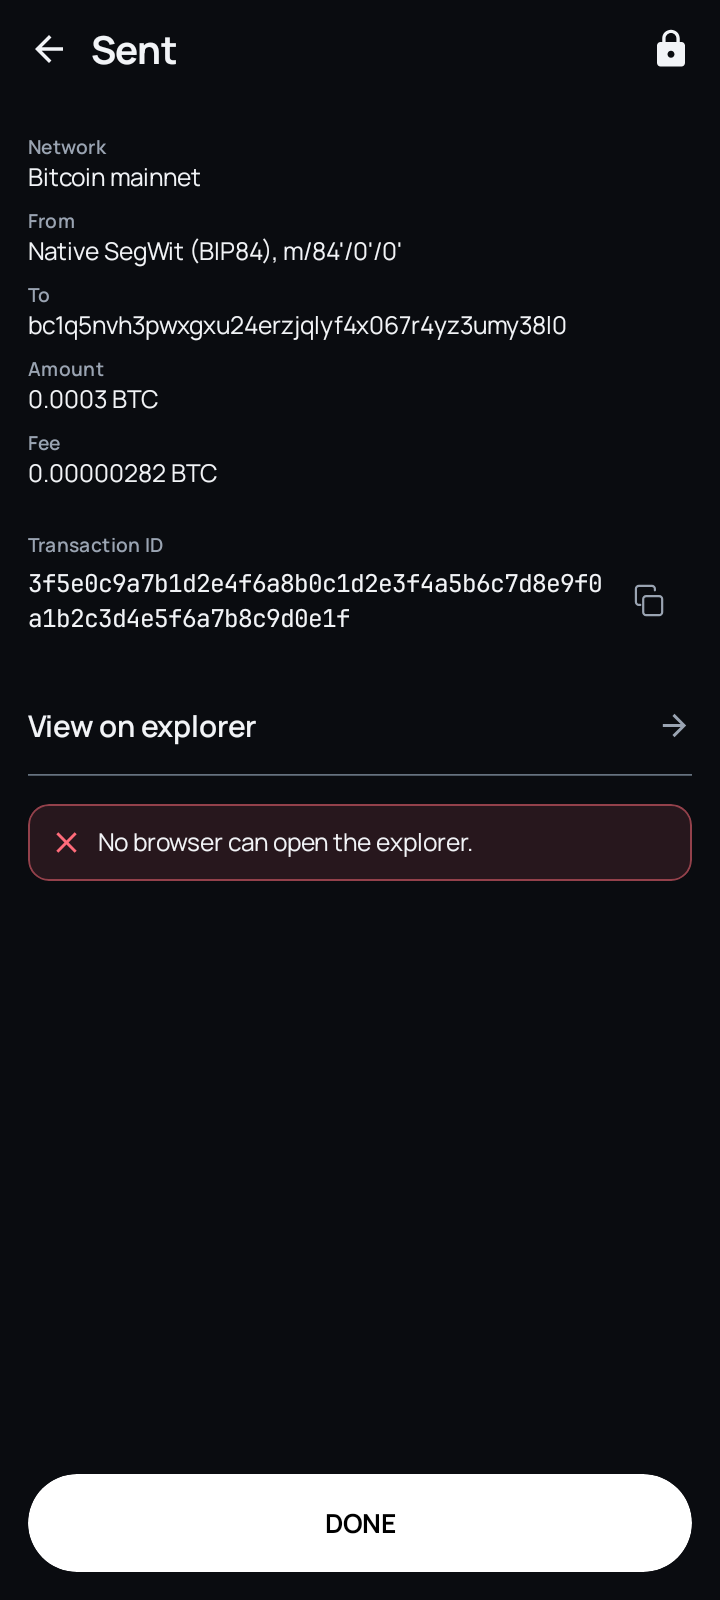 Sent
Network
Bitcoin mainnet
From
Native SegWit (BIP84), m/84'/0'/0'
To
bc1q5nvh3pwxgxu24erzjqlyf4x067r4yz3umy38l0
Amount
0.0003 BTC
Fee
0.00000282 BTC
Transaction ID
3f5e0c9a7b1d2e4f6a8b0c1d2e3f4a5b6c7d8e9f0
a1b2c3d4e5f6a7b8c9d0e1f
View on explorer
No browser can open the explorer.
DONE